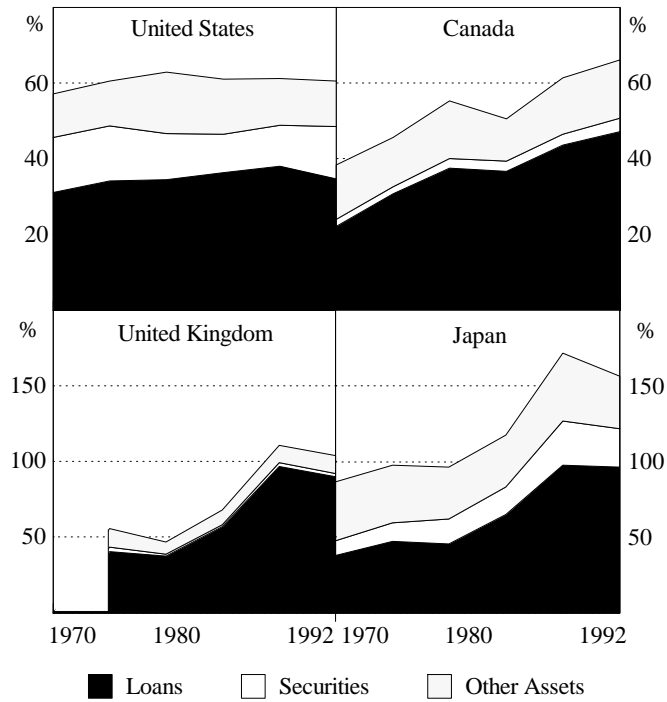 % United States Canada %
60 60
40 40
20 20
% United Kingdom Japan %
150 150
100 100
50 50
1970 1980 1992 1970 1980 1992
Loans Securities Other Assets